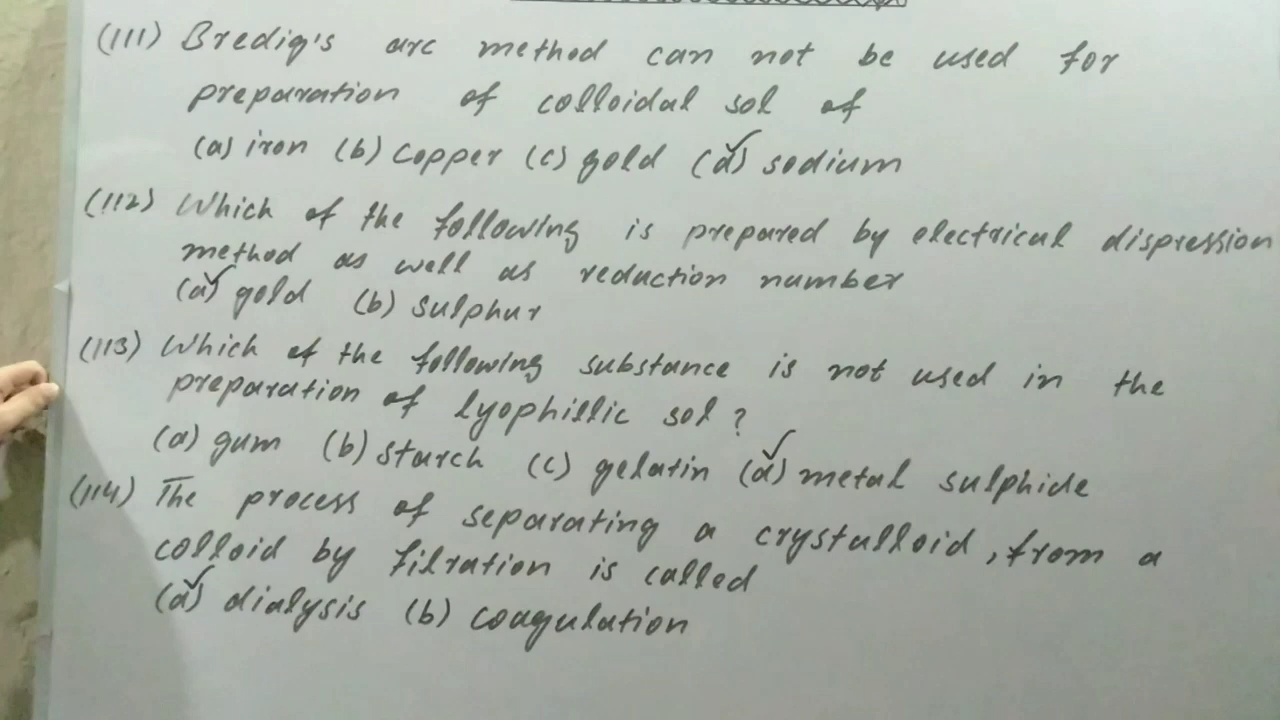 (111) Bredig's arc method can not be used for
preparation of colloidal sol of
(a) iron (b) copper (c) gold (d) sodium
(112) Which of the following is prepared by electrical dispression
method as well as reduction number
(a) gold (b) sulphur
(113) Which of the following substance is not used in the
preparation of lyophillic sol?
(a) gum (b) starch (c) gelatin (d) metal sulphide
(114) The process of separating a crystalloid, from a
colloid by filration is called
(a) dialysis (b) coagulation